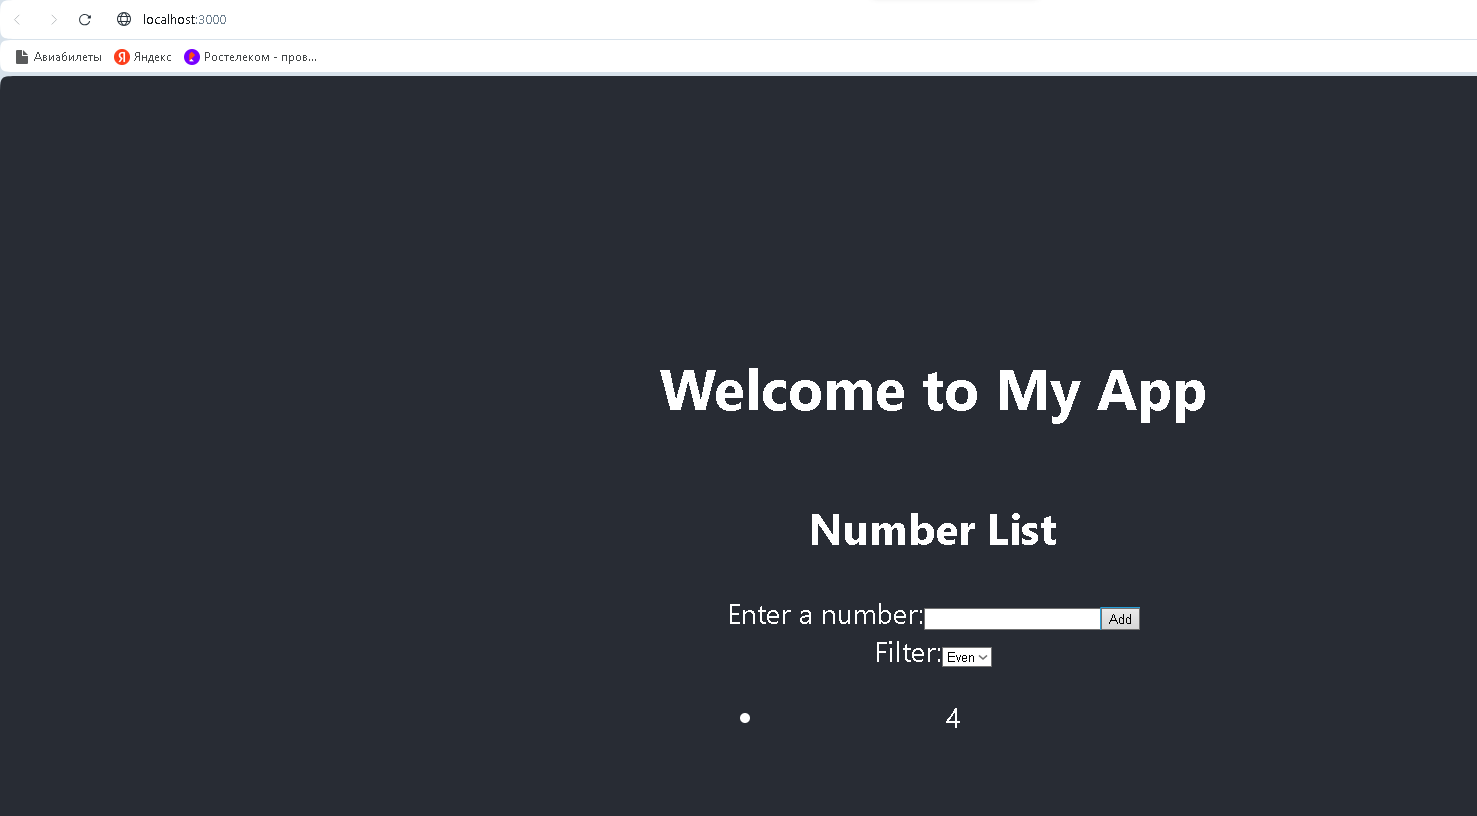 localhost:3000
Авиабилеты Яндекс Ростелеком - пров...
Welcome to My App
Number List
Enter a number: Add
Filter: Even
4